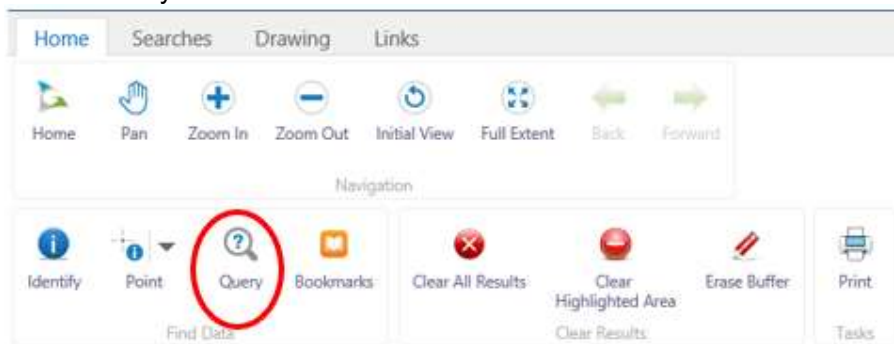 Home Searches Drawing Links
Home Pan Zoom In Zoom Out Initial View Full Extent Back Forward
Navigation
Identify Point Query Bookmarks Clear All Results Clear Highlighted Area Erase Buffer Print
Find Data Clear Results Tasks